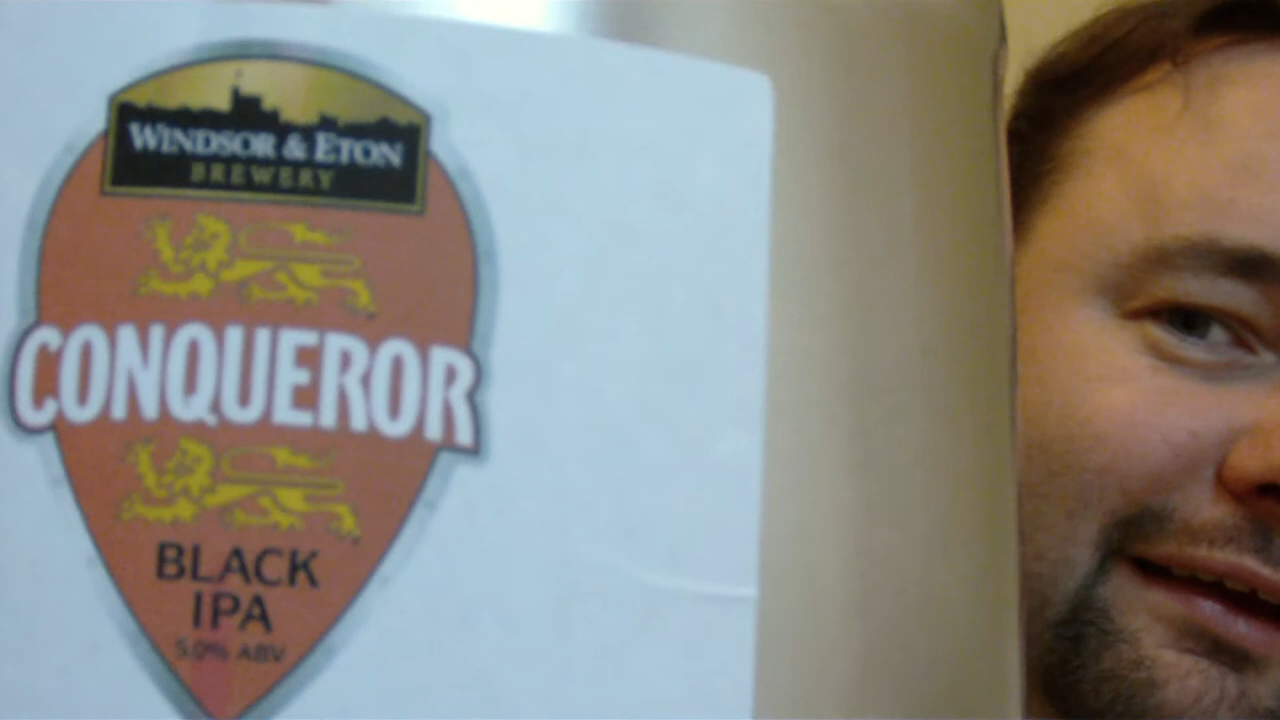 WINDSOR & ETON
BREWERY
CONQUEROR
BLACK
IPA
5.0% ABV